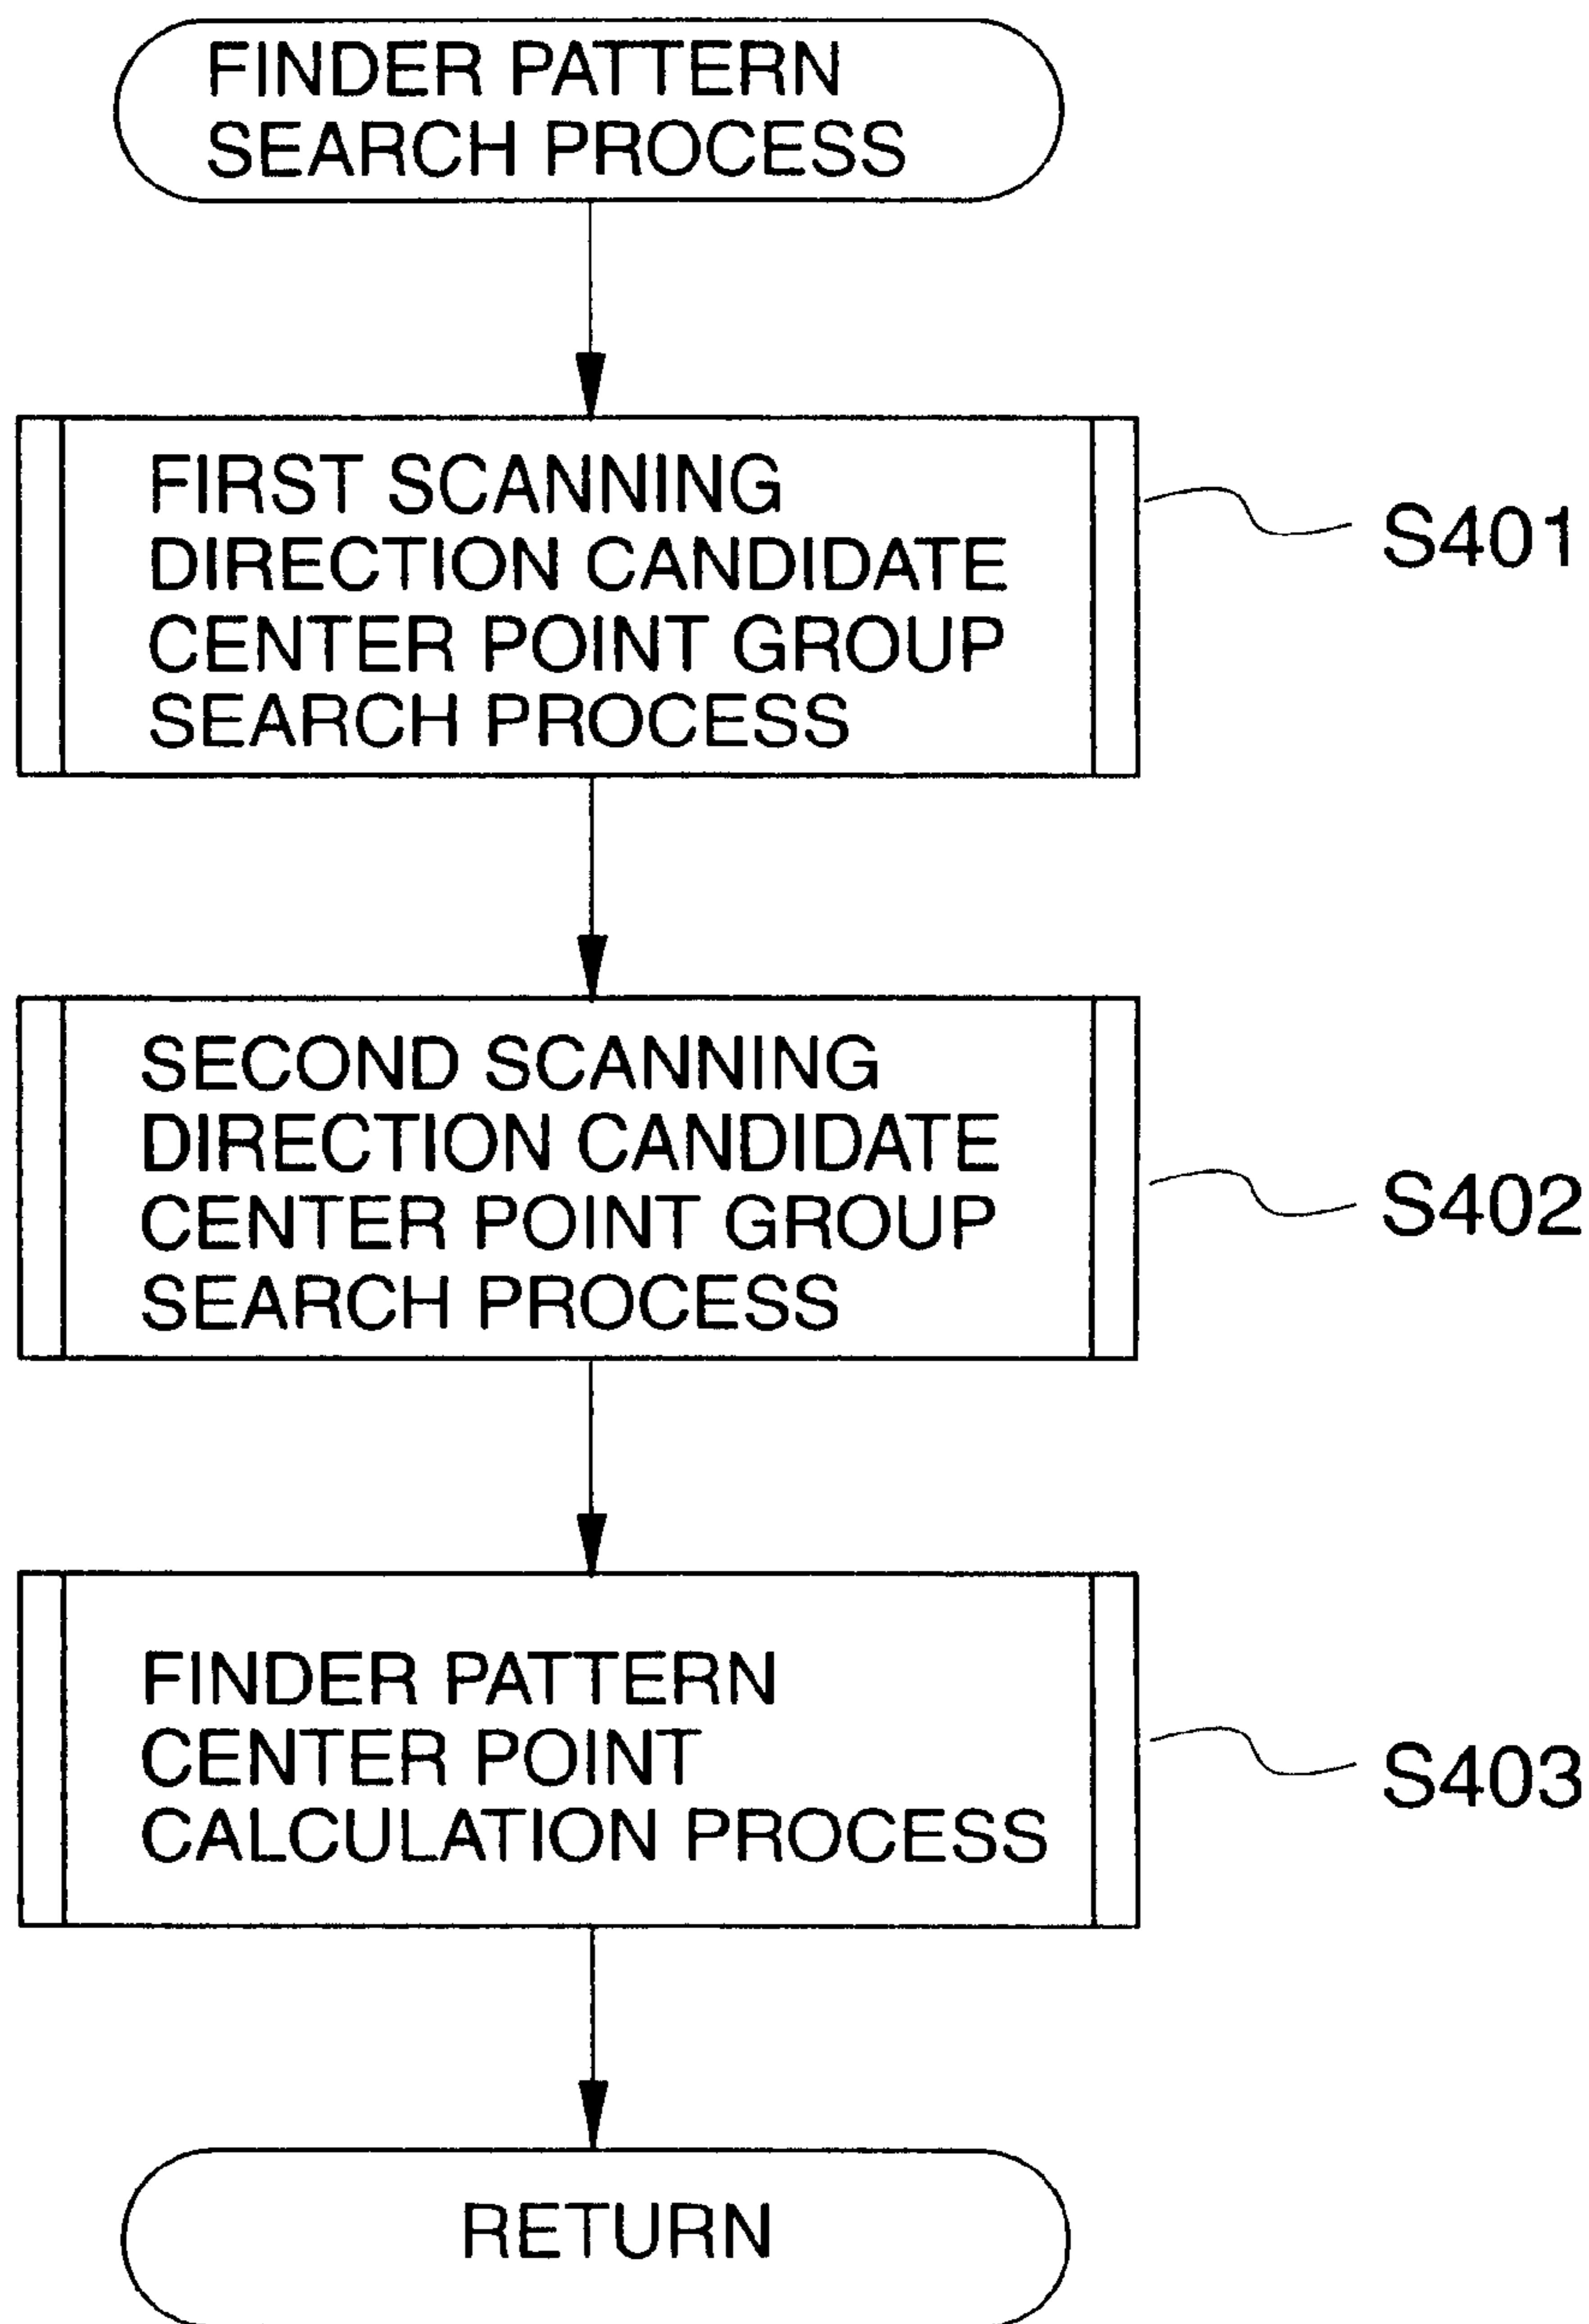 FINDER PATTERN
SEARCH PROCESS
FIRST SCANNING
DIRECTION CANDIDATE
CENTER POINT GROUP
SEARCH PROCESS
S401
SECOND SCANNING
DIRECTION CANDIDATE
CENTER POINT GROUP
SEARCH PROCESS
S402
FINDER PATTERN
CENTER POINT
CALCULATION PROCESS
S403
RETURN